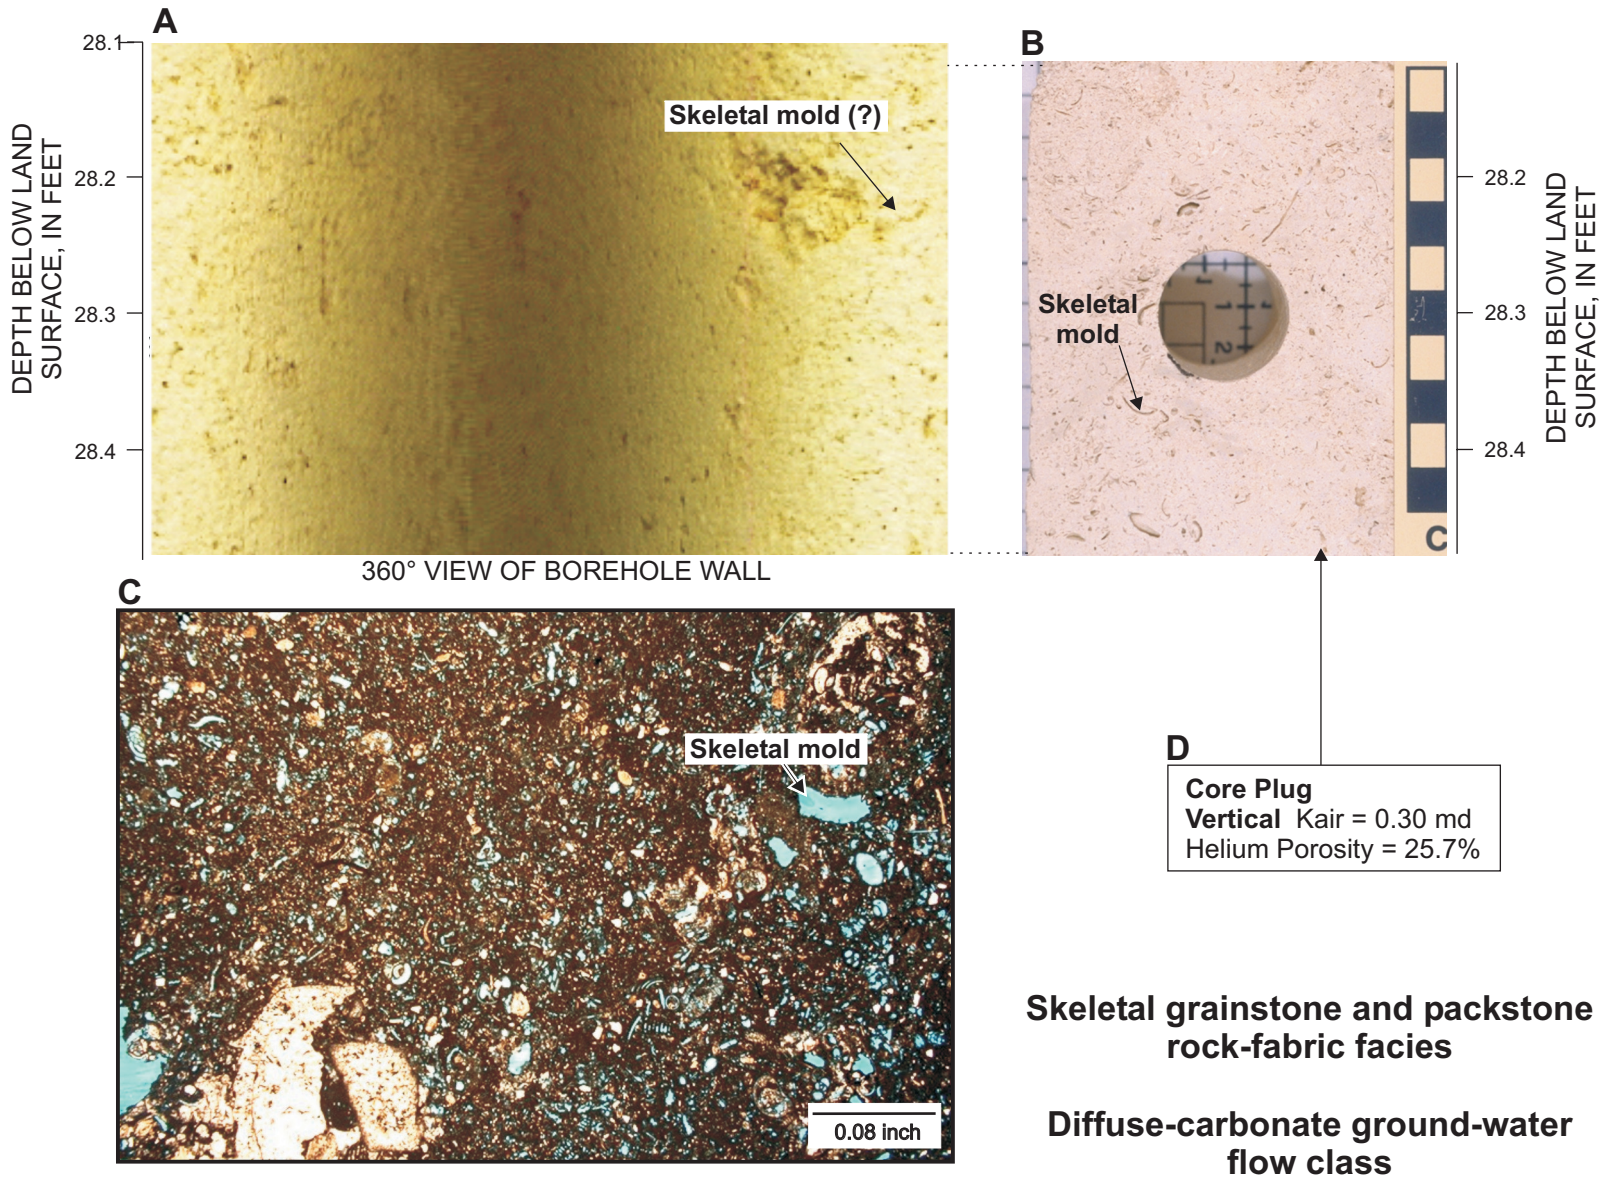 A
28.1
28.2
28.3
28.4
DEPTH BELOW LAND
SURFACE, IN FEET
Skeletal mold (?)
360° VIEW OF BOREHOLE WALL
B
Skeletal
mold
1
2
C
28.2
28.3
28.4
DEPTH BELOW LAND
SURFACE, IN FEET
C
Skeletal mold
0.08 inch
D
Core Plug
Vertical Kair = 0.30 md
Helium Porosity = 25.7%
Skeletal grainstone and packstone
rock-fabric facies
Diffuse-carbonate ground-water
flow class